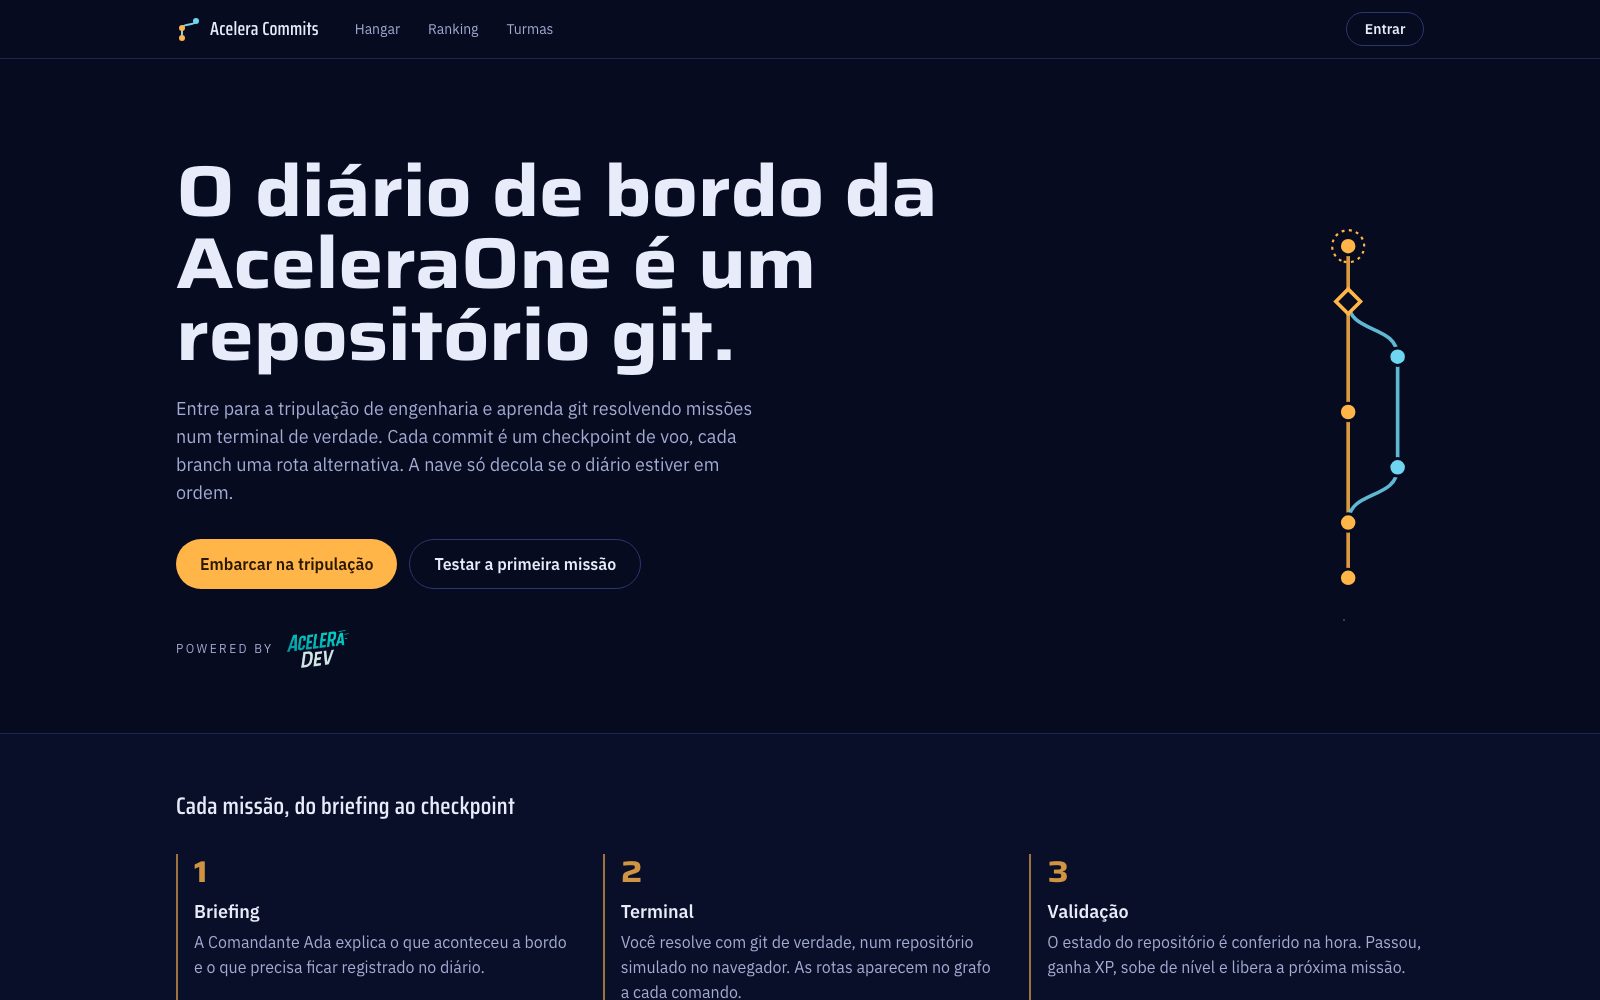 Acelera Commits
Hangar
Ranking
Turmas
Entrar
O diário de bordo da
AceleraOne é um
repositório git.
Entre para a tripulação de engenharia e aprenda git resolvendo missões
num terminal de verdade. Cada commit é um checkpoint de voo, cada
branch uma rota alternativa. A nave só decola se o diário estiver em
ordem.
Embarcar na tripulação
Testar a primeira missão
POWERED BY
ACELERA
DEV
Cada missão, do briefing ao checkpoint
1
Briefing
A Comandante Ada explica o que aconteceu a bordo
e o que precisa ficar registrado no diário.
2
Terminal
Você resolve com git de verdade, num repositório
simulado no navegador. As rotas aparecem no grafo
a cada comando.
3
Validação
O estado do repositório é conferido na hora. Passou,
ganha XP, sobe de nível e libera a próxima missão.